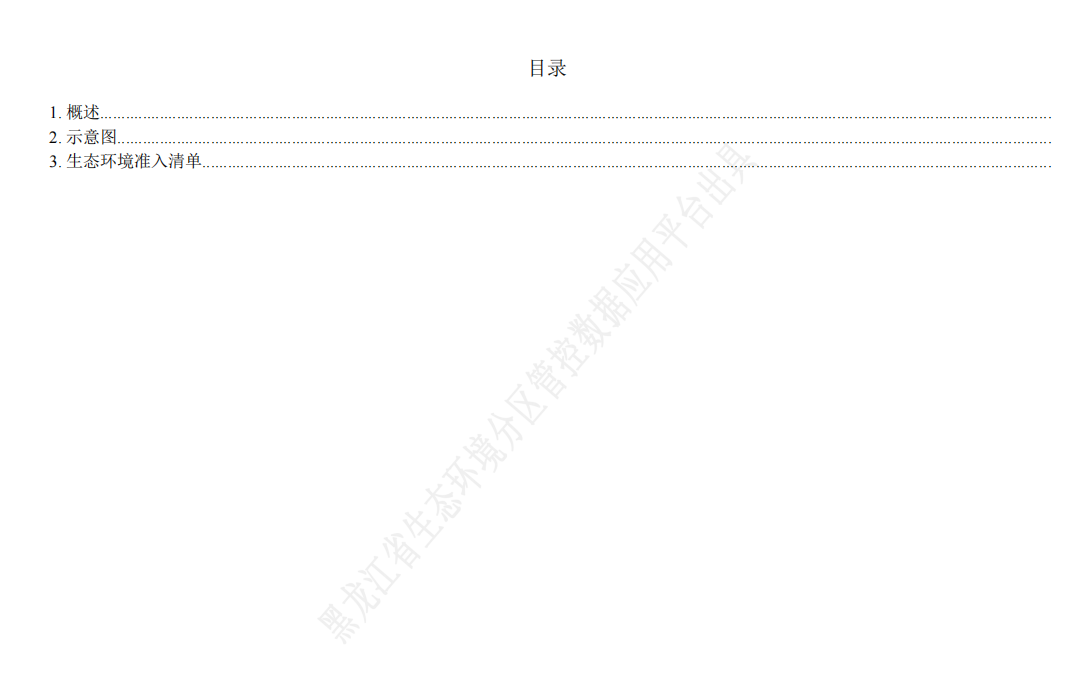 目录
1. 概述................................................................................
2. 示意图................................................................................
3. 生态环境准入清单................................................................................
黑龙江省生态环境分区管控数据应用平台出具